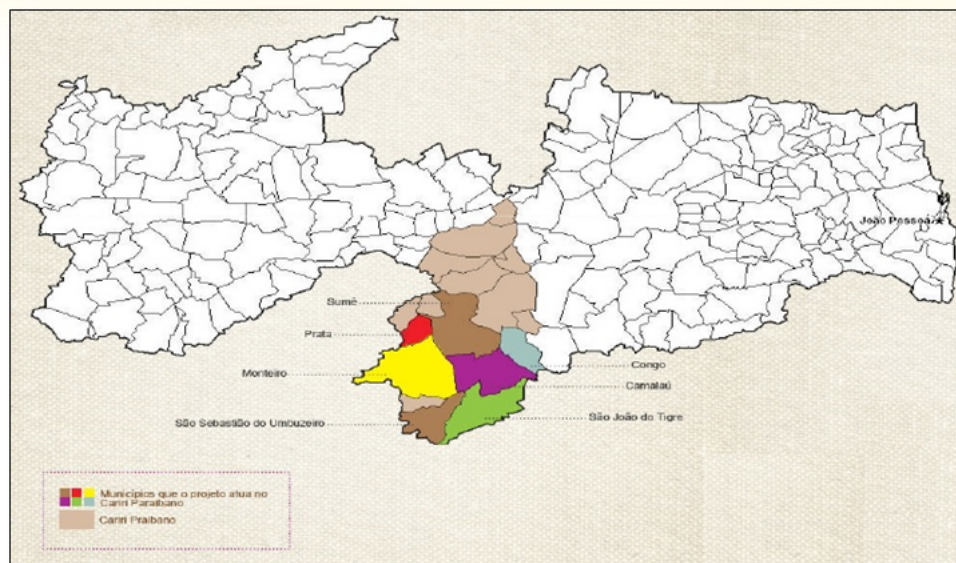 João Pessoa
Sumé
Prata
Monteiro
Congo
Camalaú
São Sebastião do Umbuzeiro
São João do Tigre
Municípios que o projeto atua no
Cariri Paraibano
Cariri Praibano